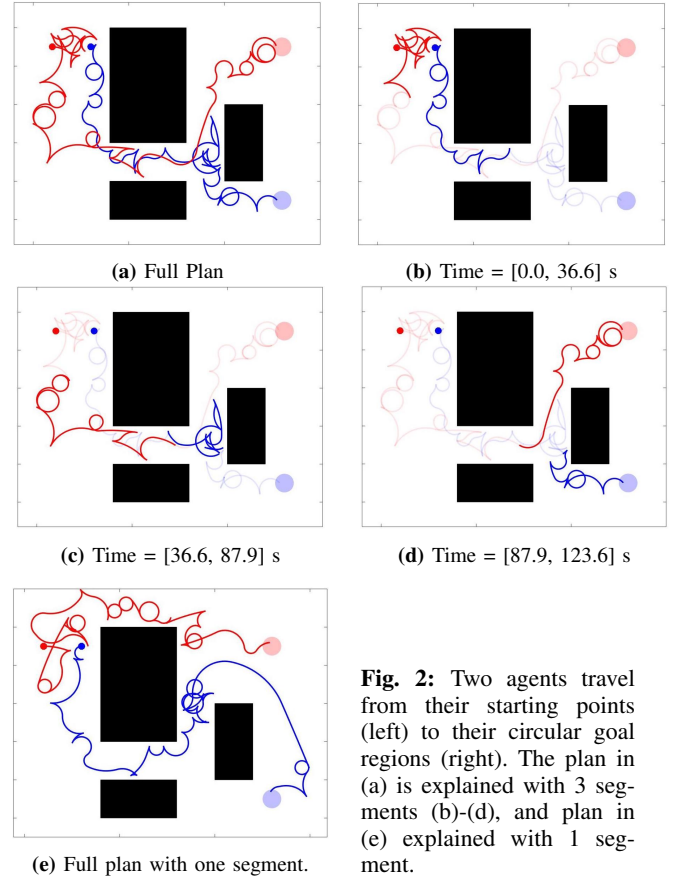 (a) Full Plan
(b) Time = [0.0, 36.6] s
(c) Time = [36.6, 87.9] s
(d) Time = [87.9, 123.6] s
(e) Full plan with one segment.
Fig. 2: Two agents travel
from their starting points
(left) to their circular goal
regions (right). The plan in
(a) is explained with 3 seg-
ments (b)-(d), and plan in
(e) explained with 1 seg-
ment.